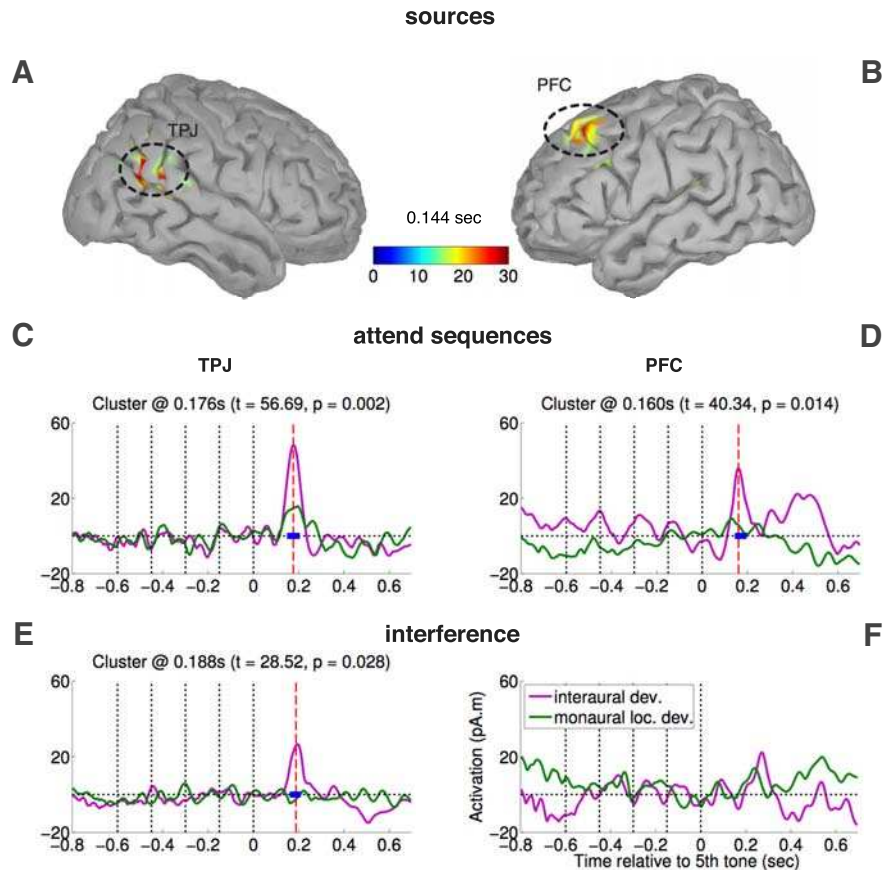 sources
A
B
PFC
TPJ
0.144 sec
0 10 20 30
C
attend sequences
D
TPJ
PFC
Cluster @ 0.176s (t = 56.69, p = 0.002)
Cluster @ 0.160s (t = 40.34, p = 0.014)
60
20
−20
−0.8 −0.6 −0.4 −0.2 0 0.2 0.4 0.6
60
20
−20
−0.8 −0.6 −0.4 −0.2 0 0.2 0.4 0.6
E
interference
F
Cluster @ 0.188s (t = 28.52, p = 0.028)
60
20
−20
−0.8 −0.6 −0.4 −0.2 0 0.2 0.4 0.6
60
20
−20
Activation (pA.m)
interaural dev.
monaural loc. dev.
−0.8 −0.6 −0.4 −0.2 0 0.2 0.4 0.6
Time relative to 5th tone (sec)